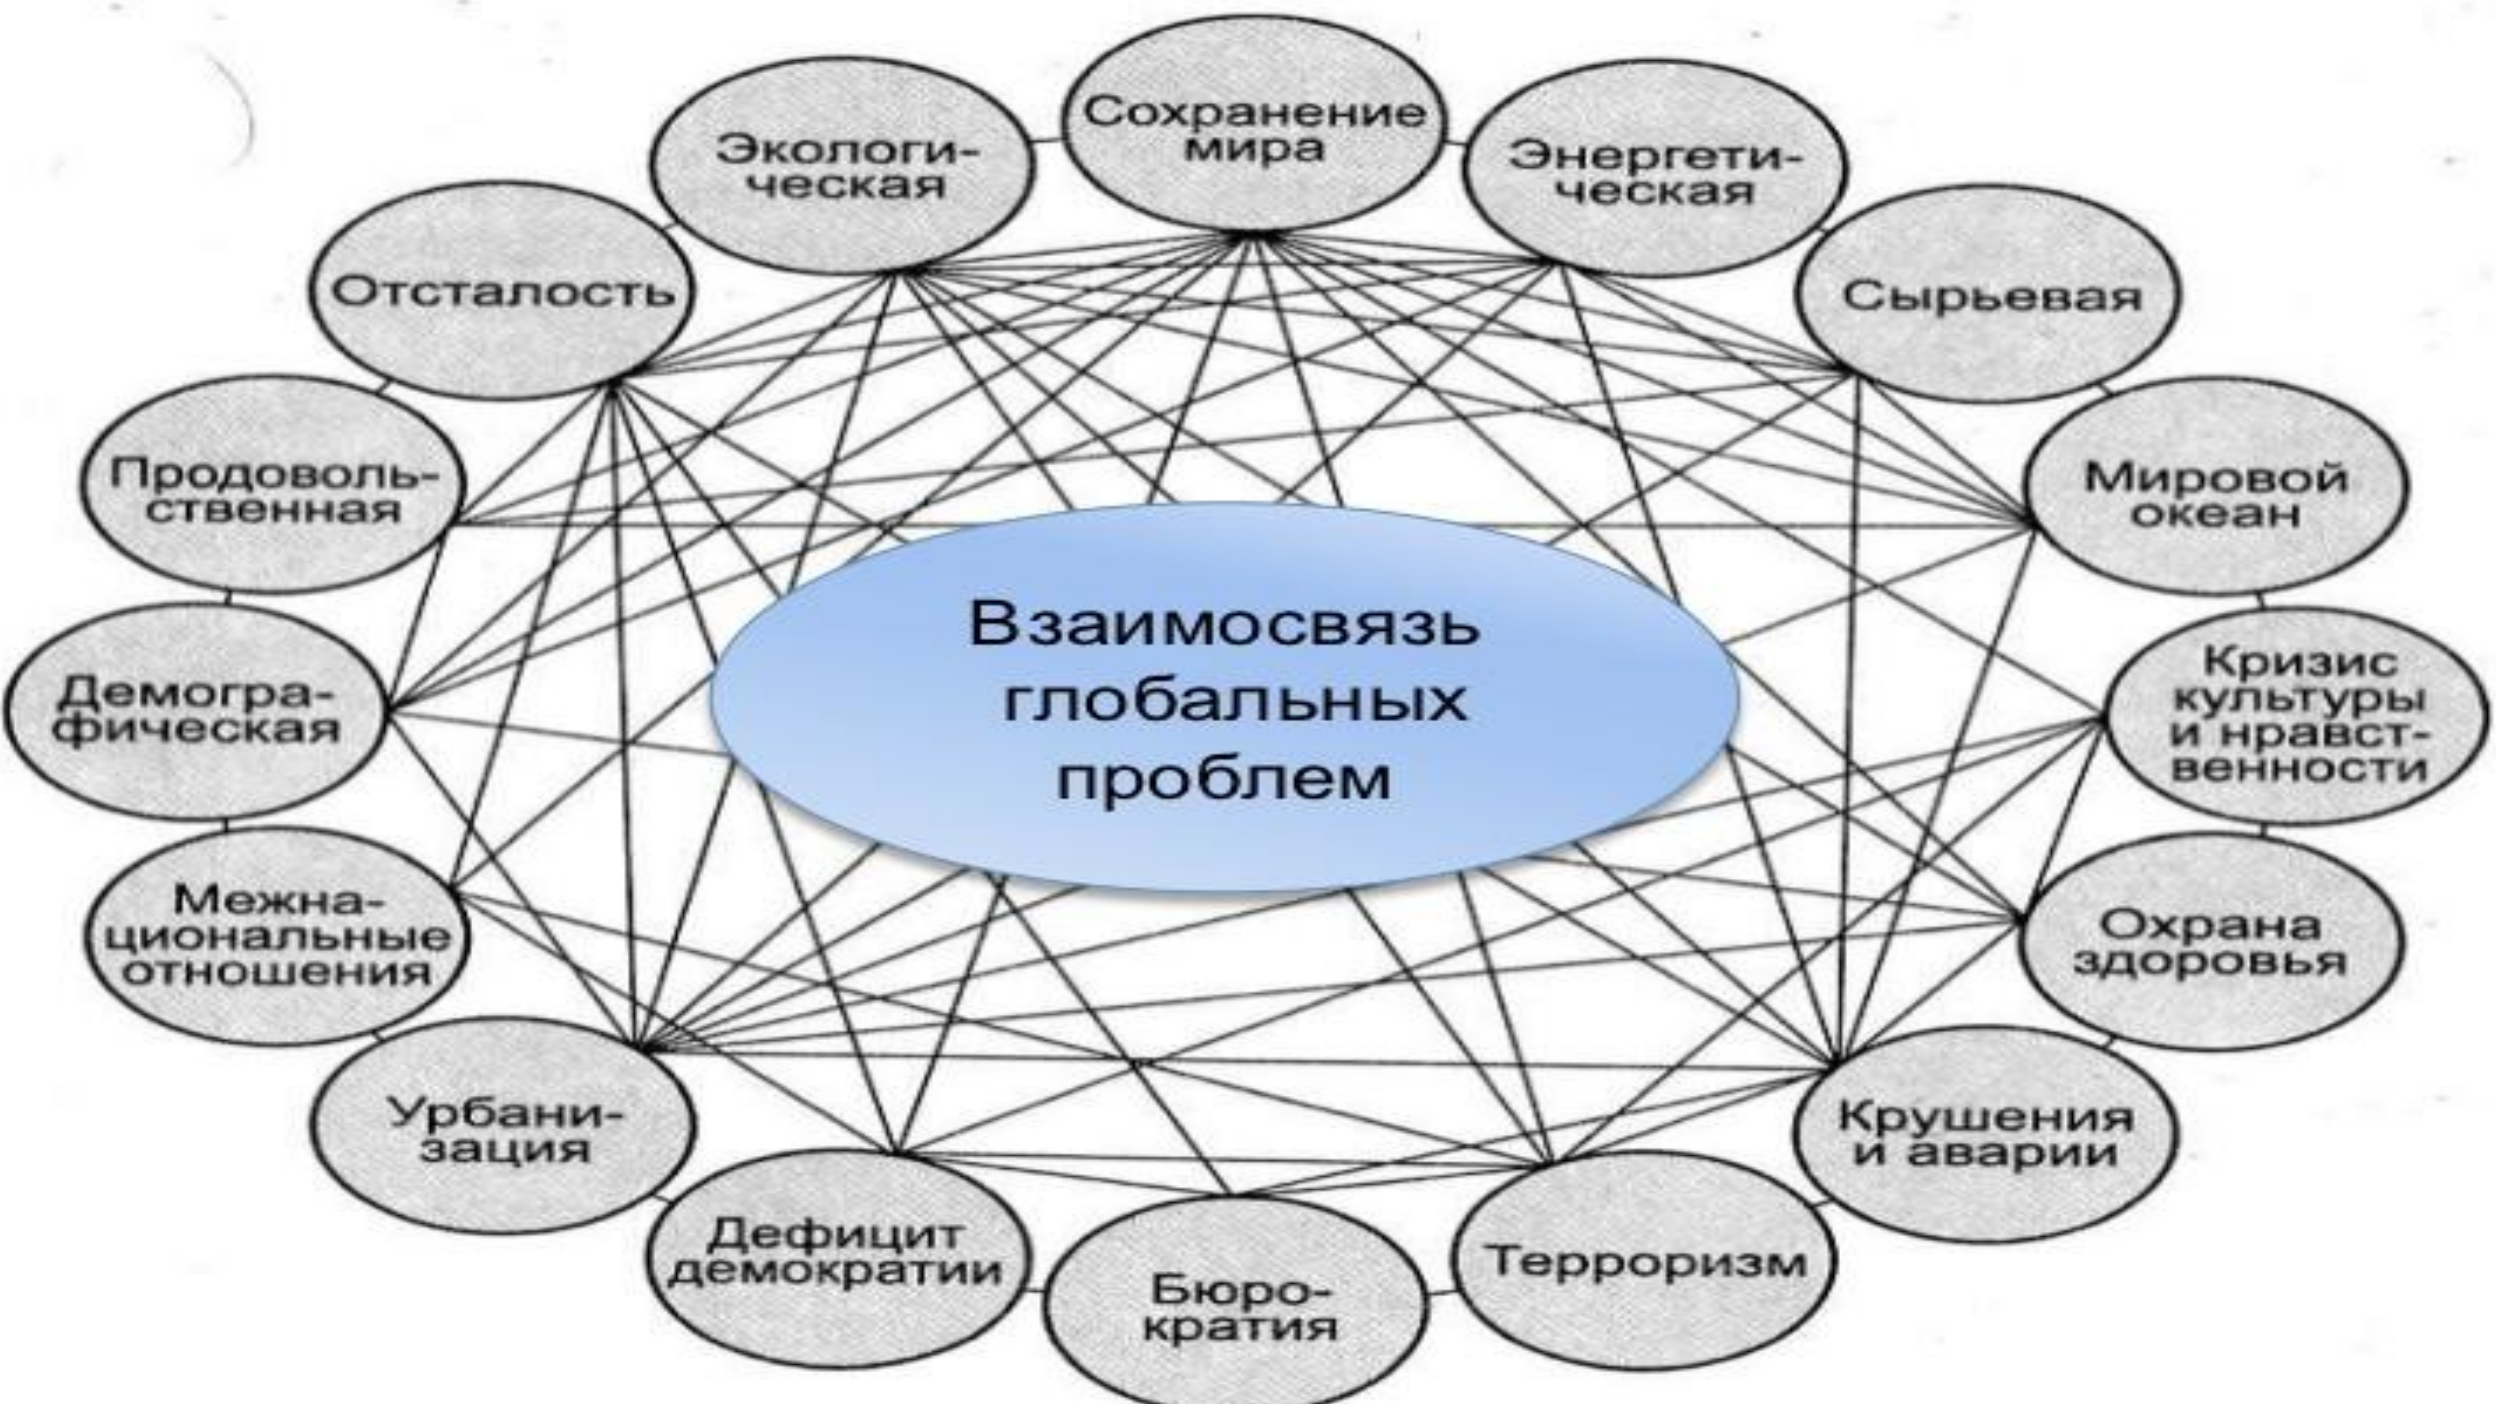 Сохранение
мира
Экологи-
ческая
Энергети-
ческая
Отсталость
Сырьевая
Продоволь-
ственная
Мировой
океан
Взаимосвязь
глобальных
проблем
Демогра-
фическая
Кризис
культуры
и нравст-
венности
Межна-
циональные
отношения
Охрана
здоровья
Урбани-
зация
Крушения
и аварии
Дефицит
демократии
Бюро-
кратия
Терроризм